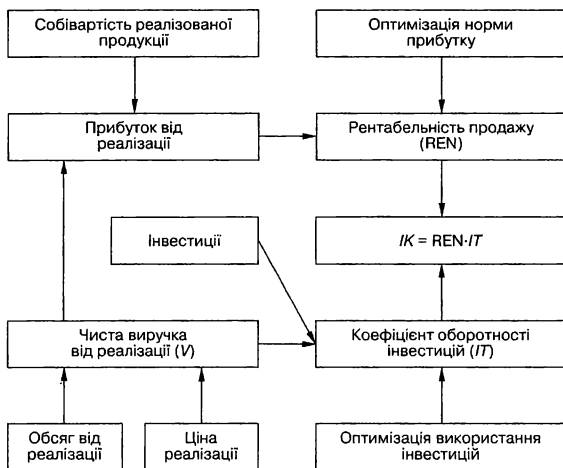 Собівартість реалізованої
продукції
Оптимізація норми
прибутку
Прибуток від
реалізації
Рентабельність продажу
(REN)
Інвестиції
IK = REN·IT
Чиста виручка
від реалізації (V)
Коефіцієнт оборотності
інвестицій (IT)
Обсяг від
реалізації
Ціна
реалізації
Оптимізація використання
інвестицій